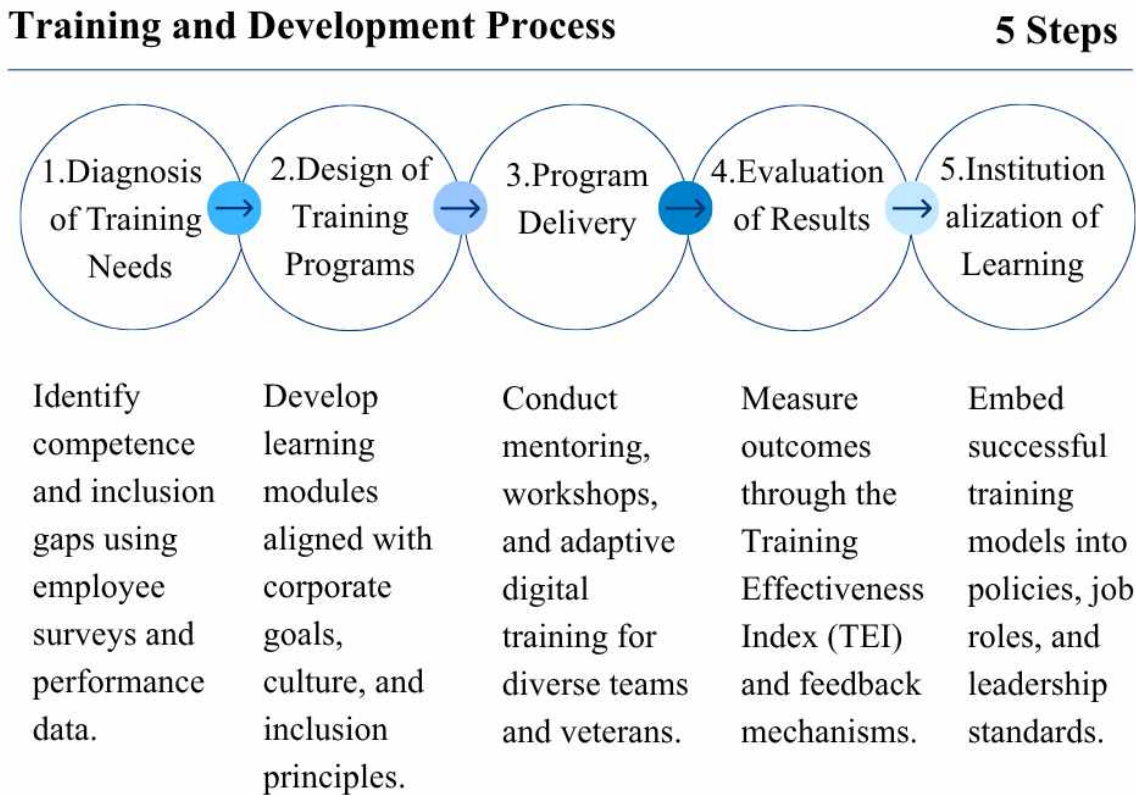 Training and Development Process
5 Steps
1.Diagnosis
of Training
Needs
2.Design of
Training
Programs
3.Program
Delivery
4.Evaluation
of Results
5.Institution
alization of
Learning
Identify
competence
and inclusion
gaps using
employee
surveys and
performance
data.
Develop
learning
modules
aligned with
corporate
goals,
culture, and
inclusion
principles.
Conduct
mentoring,
workshops,
and adaptive
digital
training for
diverse teams
and veterans.
Measure
outcomes
through the
Training
Effectiveness
Index (TEI)
and feedback
mechanisms.
Embed
successful
training
models into
policies, job
roles, and
leadership
standards.